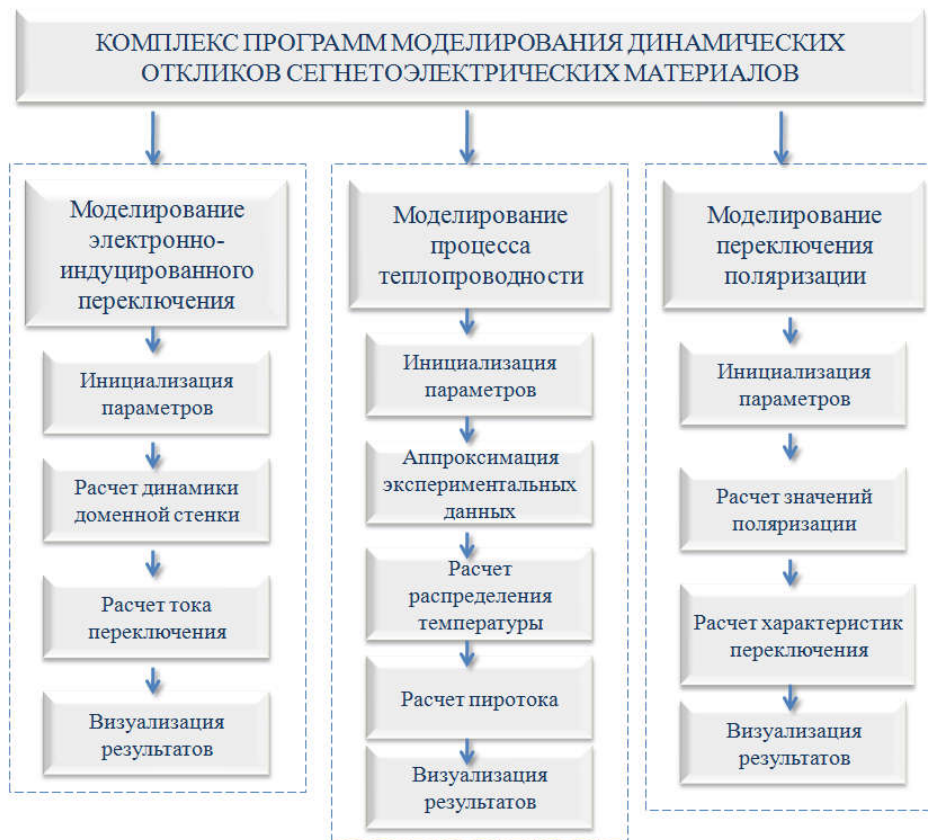 КОМПЛЕКС ПРОГРАММ МОДЕЛИРОВАНИЯ ДИНАМИЧЕСКИХ
ОТКЛИКОВ СЕГНЕТОЭЛЕКТРИЧЕСКИХ МАТЕРИАЛОВ
Моделирование
электронно-
индуцированного
переключения
Инициализация
параметров
Расчет динамики
доменной стенки
Расчет тока
переключения
Визуализация
результатов
Моделирование
процесса
теплопроводности
Инициализация
параметров
Аппроксимация
экспериментальных
данных
Расчет
распределения
температуры
Расчет пиротока
Визуализация
результатов
Моделирование
переключения
поляризации
Инициализация
параметров
Расчет значений
поляризации
Расчет характеристик
переключения
Визуализация
результатов